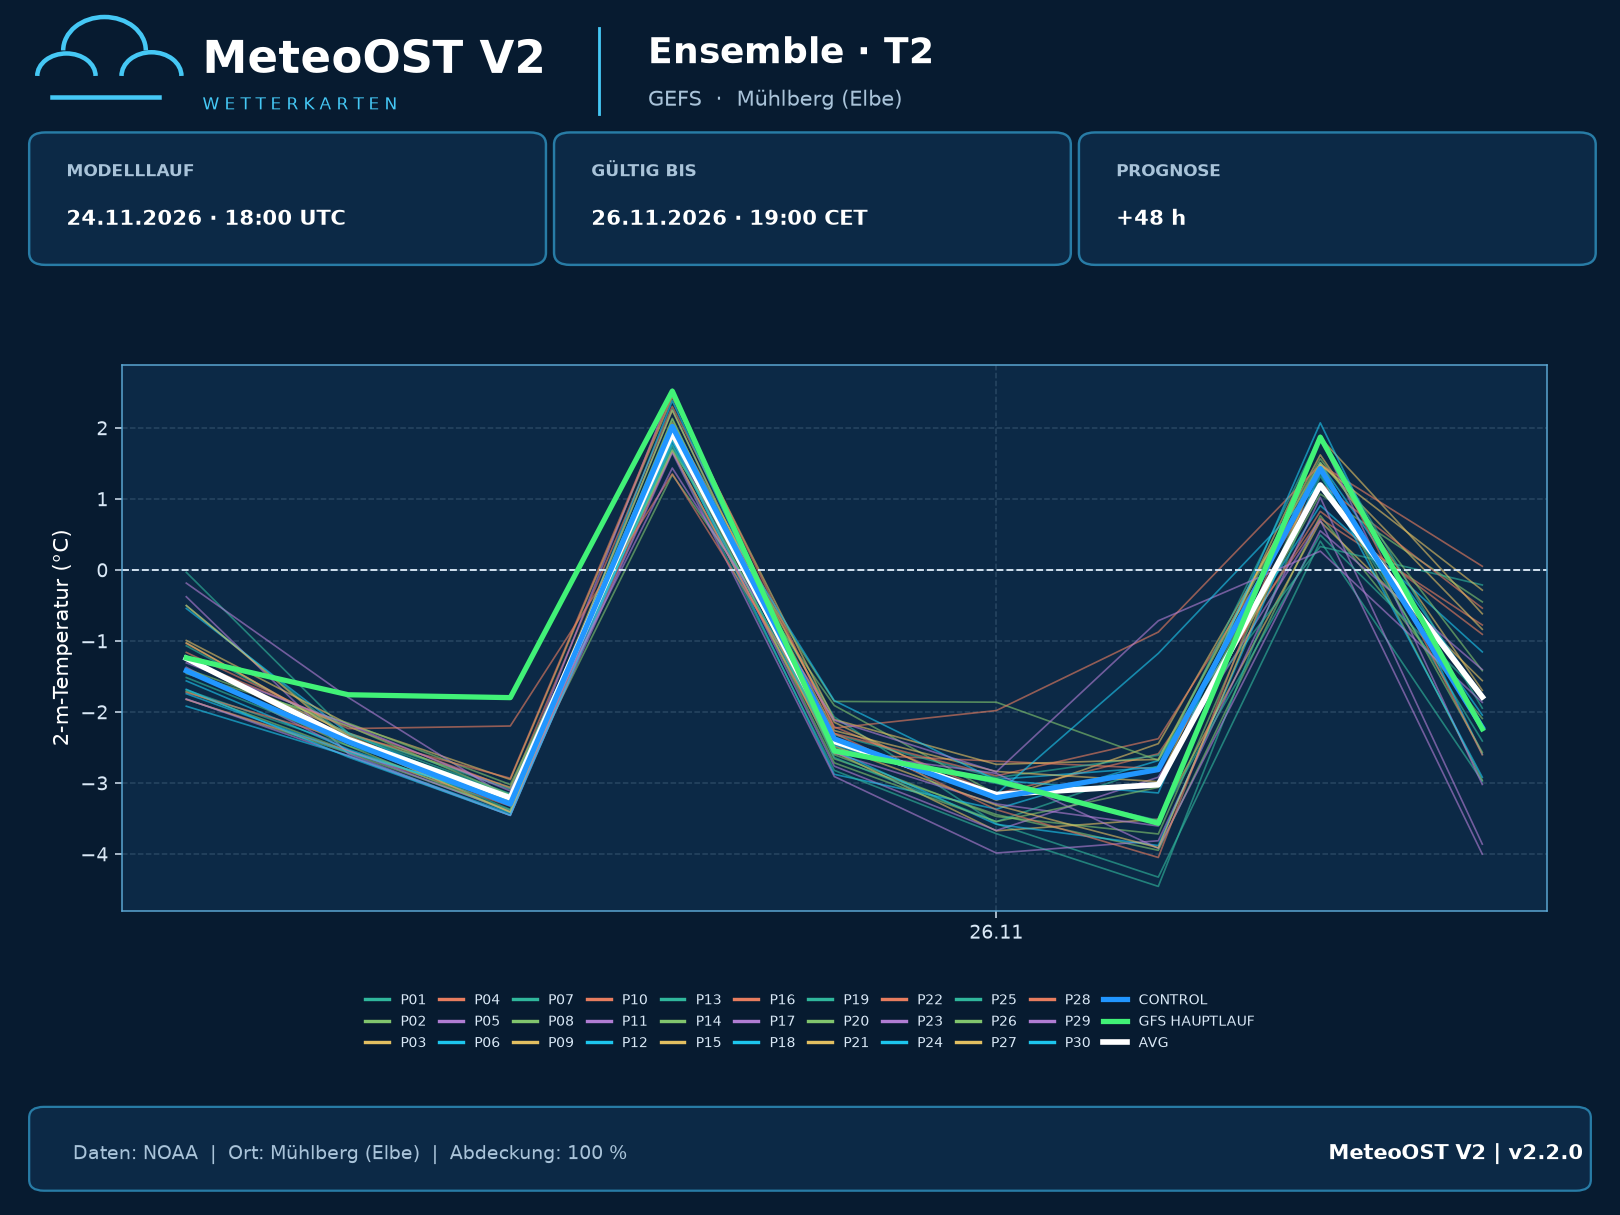 MeteoOST V2
WETTERKARTEN
Ensemble · T2
GEFS · Mühlberg (Elbe)
MODELLLAUF
24.11.2026 · 18:00 UTC
GÜLTIG BIS
26.11.2026 · 19:00 CET
PROGNOSE
+48 h
2-m-Temperatur (°C)
2
1
0
−1
−2
−3
−4
26.11
P01 P04 P07 P10 P13 P16 P19 P22 P25 P28 CONTROL
P02 P05 P08 P11 P14 P17 P20 P23 P26 P29 GFS HAUPTLAUF
P03 P06 P09 P12 P15 P18 P21 P24 P27 P30 AVG
Daten: NOAA | Ort: Mühlberg (Elbe) | Abdeckung: 100 %
MeteoOST V2 | v2.2.0